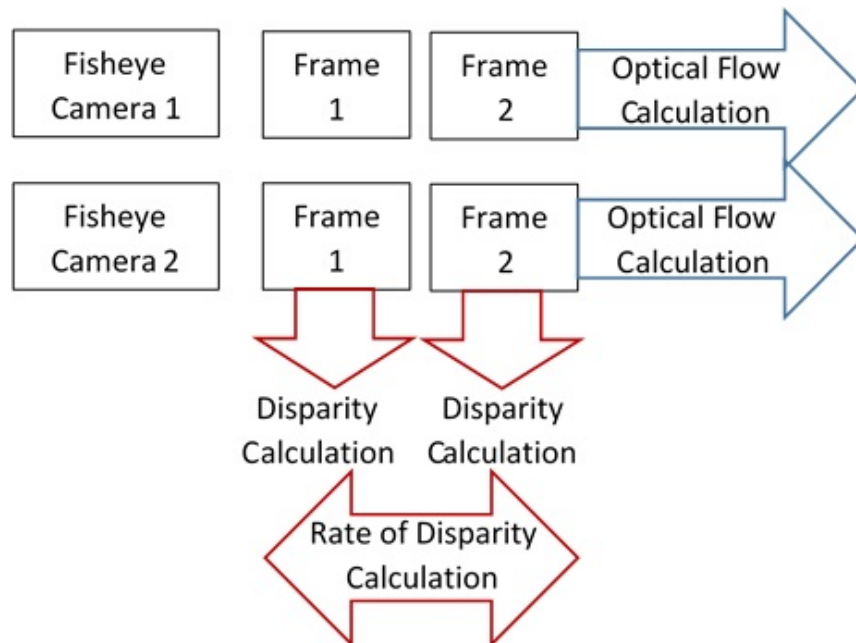 Fisheye
Camera 1
Frame
1
Frame
2
Optical Flow
Calculation
Fisheye
Camera 2
Frame
1
Frame
2
Optical Flow
Calculation
Disparity
Calculation
Disparity
Calculation
Rate of Disparity
Calculation